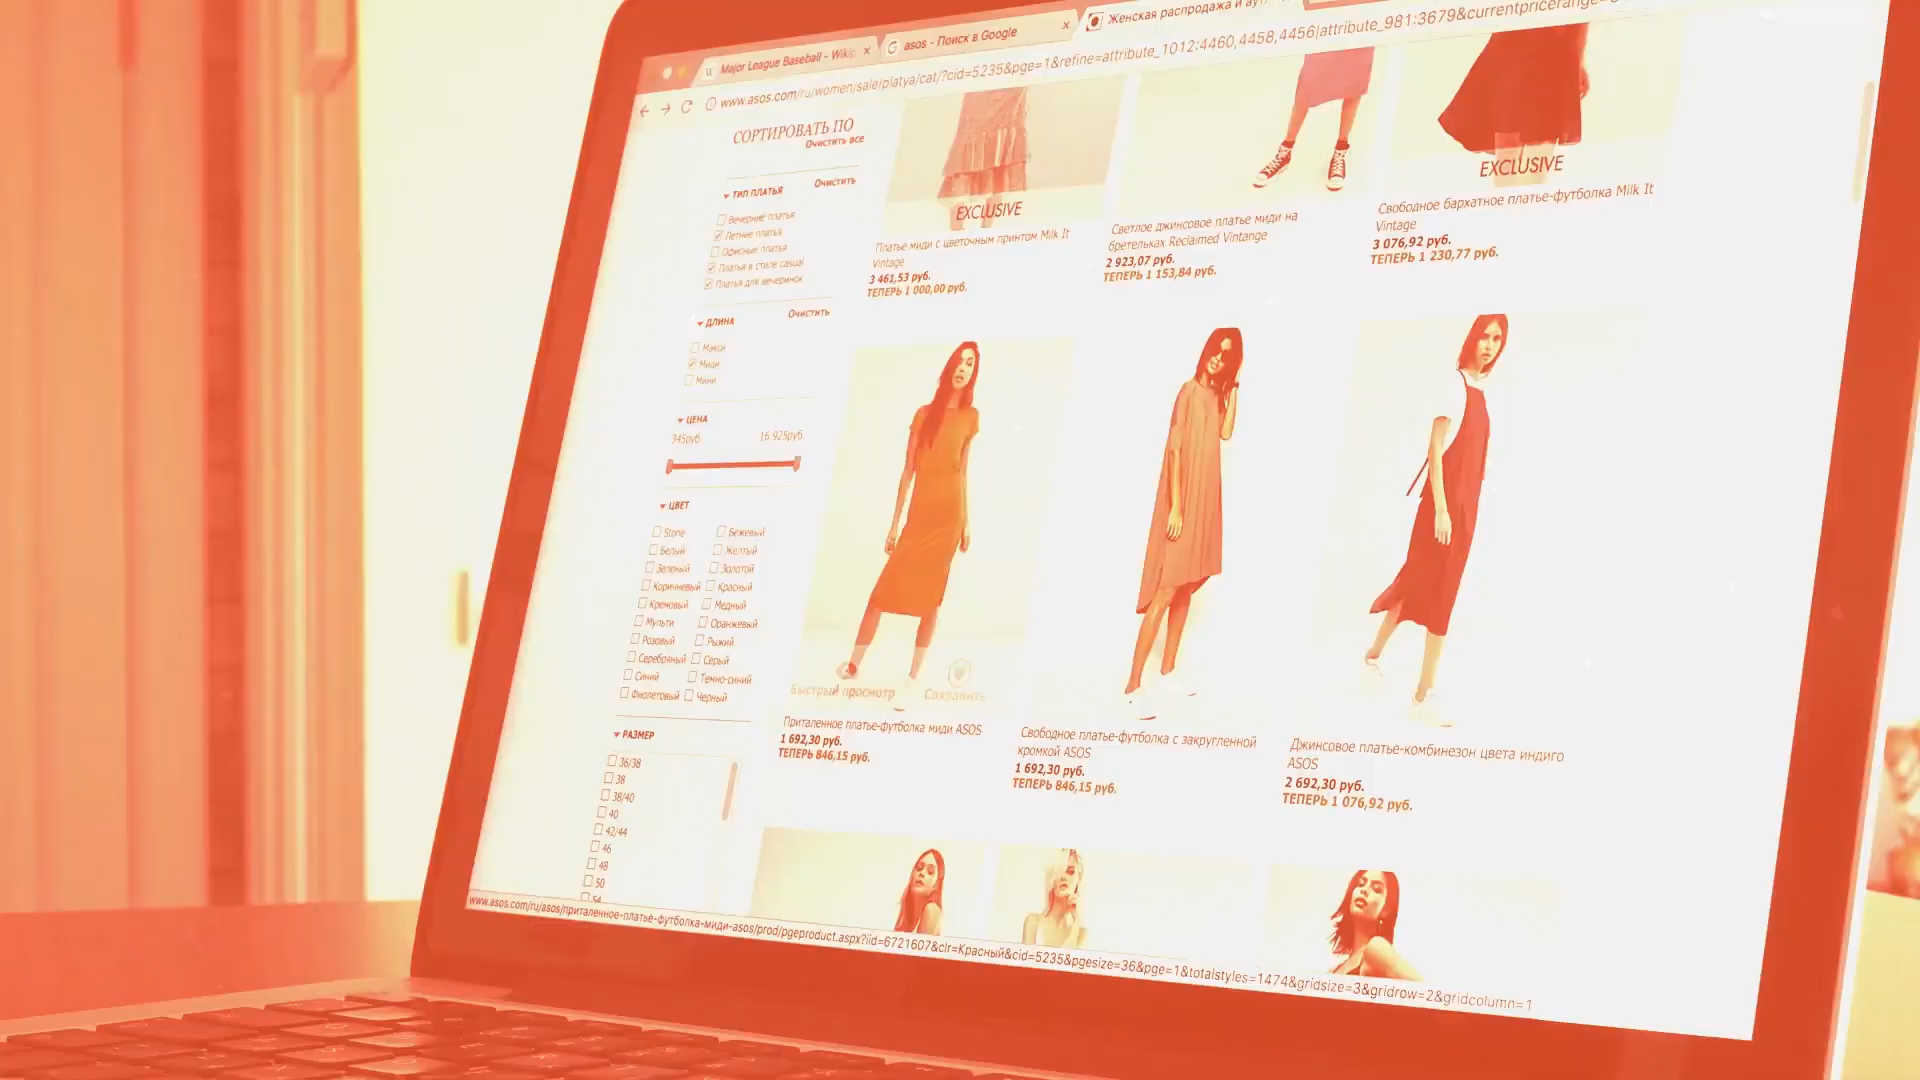 Major League Baseball - Wikip
asos - Поиск в Google
Женская распродажа и аут
www.asos.com/ru/women/sale/platya/cat/?cid=5235&pge=1&refine=attribute_1012:4460,4458,4456|attribute_981:3679&currentpricerange=
СОРТИРОВАТЬ ПО
Очистить все
ТИП ПЛАТЬЯ
Очистить
Вечерние платья
Летние платья
Офисные платья
Платья в стиле casual
Платья для вечеринок
ДЛИНА
Очистить
Макси
Миди
Мини
ЦЕНА
345руб
16 925руб.
ЦВЕТ
Stone
Бежевый
Белый
Желтый
Зеленый
Золотой
Коричневый
Красный
Кремовый
Медный
Мульти
Оранжевый
Розовый
Рыжий
Серебряный
Серый
Синий
Темно-синий
Фиолетовый
Черный
РАЗМЕР
36/38
38
38/40
40
42/44
46
48
50
54
EXCLUSIVE
Платье миди с цветочным принтом Milk It
Vintage
3 461,53 руб.
ТЕПЕРЬ 1 000,00 руб.
Светлое джинсовое платье миди на
бретельках Reclaimed Vintange
2 923,07 руб.
ТЕПЕРЬ 1 153,84 руб.
EXCLUSIVE
Свободное бархатное платье-футболка Milk It
Vintage
3 076,92 руб.
ТЕПЕРЬ 1 230,77 руб.
Быстрый просмотр
Сохранить
Приталенное платье-футболка миди ASOS
1 692,30 руб.
ТЕПЕРЬ 846,15 руб.
Свободное платье-футболка с закругленной
кромкой ASOS
1 692,30 руб.
ТЕПЕРЬ 846,15 руб.
Джинсовое платье-комбинезон цвета индиго
ASOS
2 692,30 руб.
ТЕПЕРЬ 1 076,92 руб.
www.asos.com/ru/asos/приталенное-платье-футболка-миди-asos/prod/pgeproduct.aspx?iid=6721607&clr=Красный&cid=5235&pgesize=36&pge=1&totalstyles=1474&gridsize=3&gridrow=2&gridcolumn=1